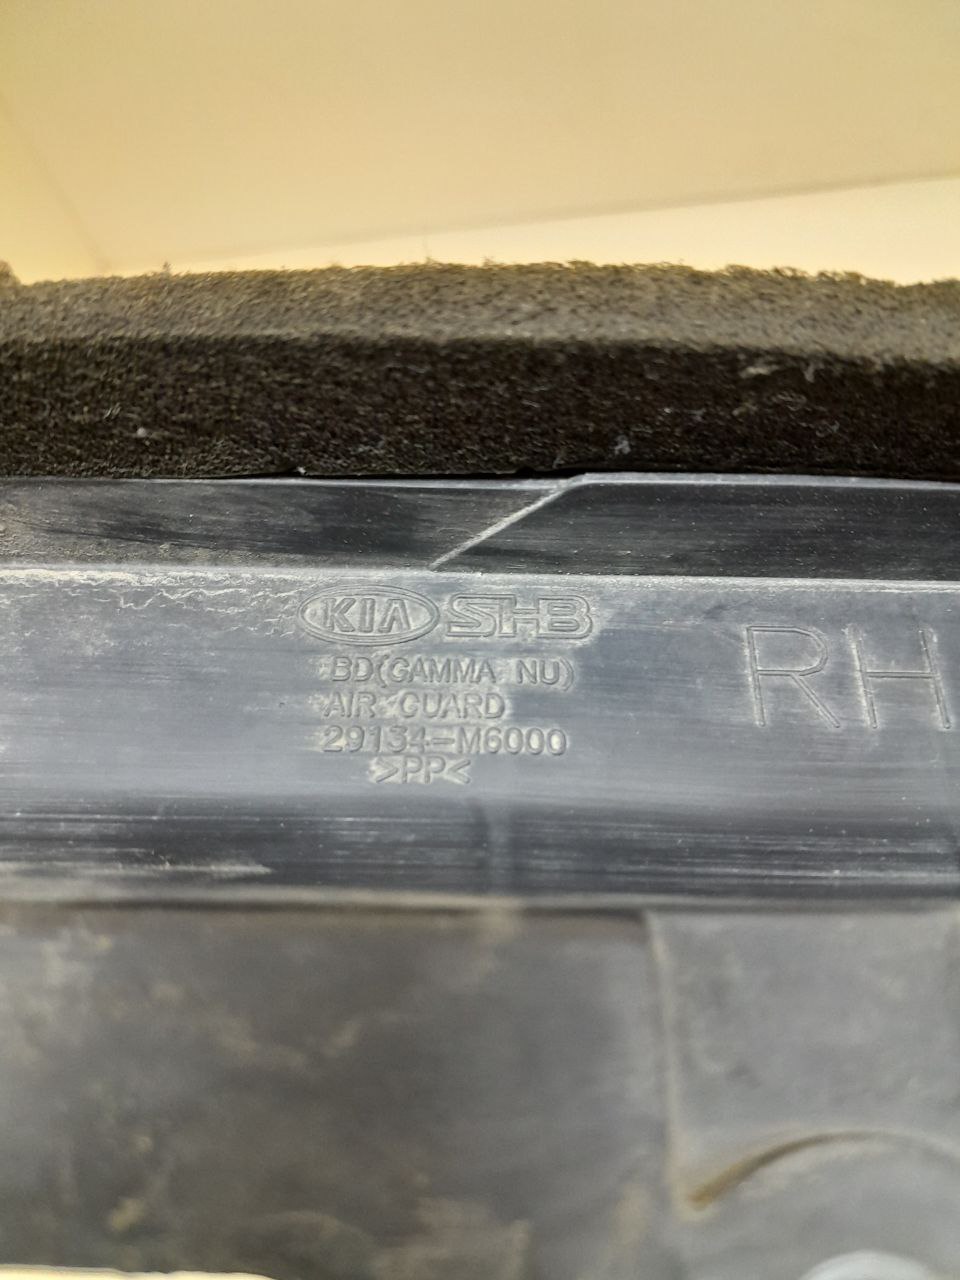 KIA SHB
BD(GAMMA NU)
AIR GUARD
29134-M6000
>PP<
RH